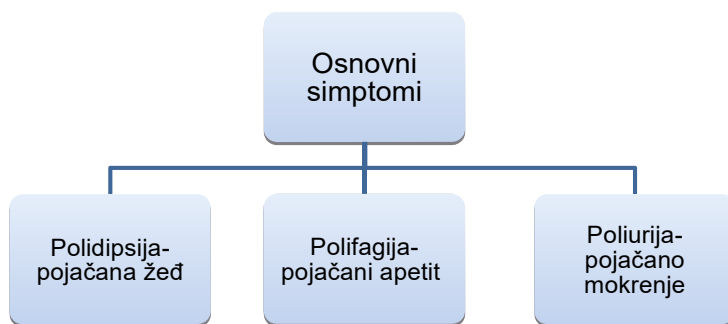 Osnovni
simptomi
Polidipsija-
pojačana žeđ
Polifagija-
pojačani apetit
Poliurija-
pojačano
mokrenje